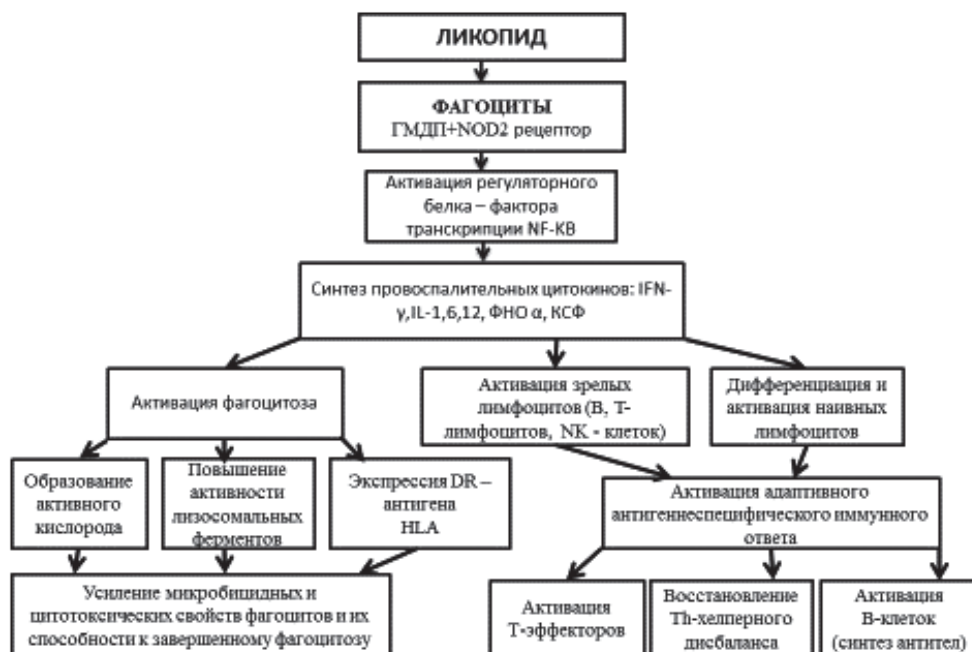 ЛИКОПИД
ФАГОЦИТЫ
ГМДП+NOD2 рецептор
Активация регуляторного
белка – фактора
транскрипции NF-KB
Синтез провоспалительных цитокинов: IFN-
γ,IL-1,6,12, ФНО α, КСФ
Активация фагоцитоза
Активация зрелых
лимфоцитов (В, Т-
лимфоцитов, NK - клеток)
Дифференциация и
активация наивных
лимфоцитов
Образование
активного
кислорода
Повышение
активности
лизосомальных
ферментов
Экспрессия DR –
антигена
HLA
Активация адаптивного
антигеннеспецифического иммунного
ответа
Усиление микробицидных и
цитотоксических свойств фагоцитов и их
способности к завершенному фагоцитозу
Активация
Т-эффекторов
Восстановление
Th-хелперного
дисбаланса
Активация
В-клеток
(синтез антител)